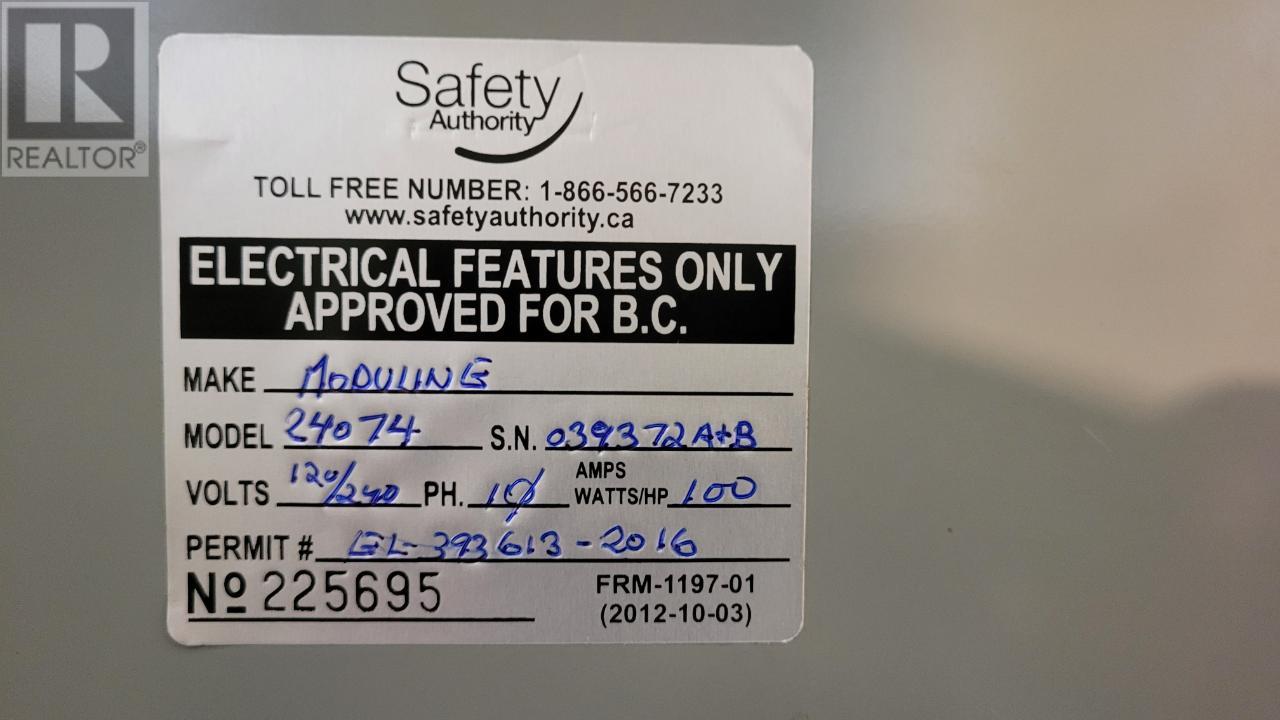 REALTOR®
Safety
Authority
TOLL FREE NUMBER: 1-866-566-7233
www.safetyauthority.ca
ELECTRICAL FEATURES ONLY
APPROVED FOR B.C.
MAKE MODULINE
MODEL 24074 S.N. 039372A+B
VOLTS 120/240 PH. 1Ø AMPS WATTS/HP 100
PERMIT # EL-393613-2016
Nº 225695 FRM-1197-01
(2012-10-03)